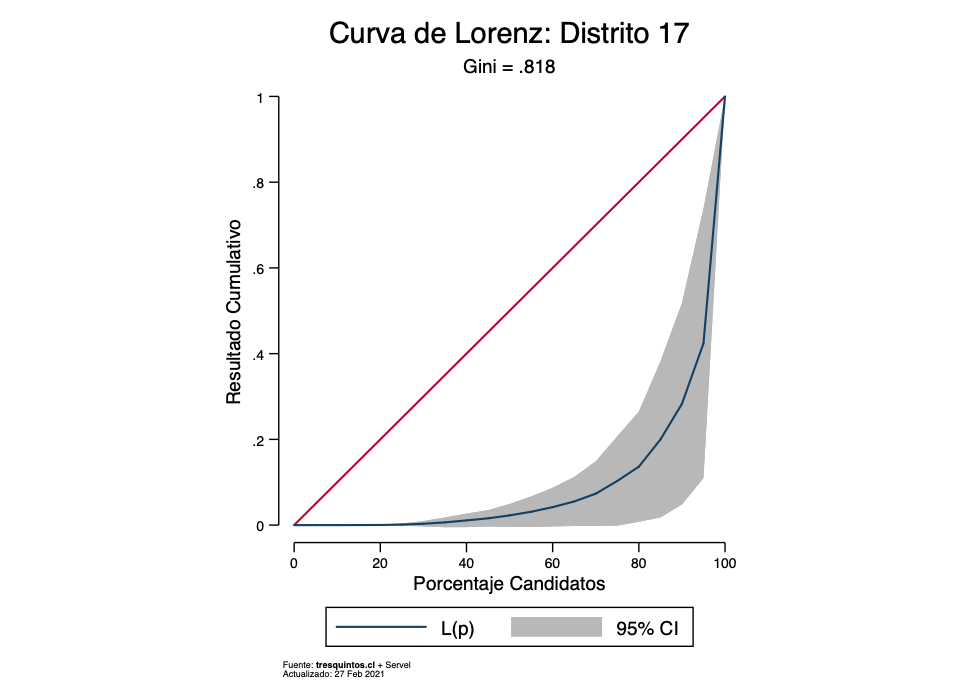 Curva de Lorenz: Distrito 17
Gini = .818
Resultado Cumulativo
1
.8
.6
.4
.2
0
0 20 40 60 80 100
Porcentaje Candidatos
L(p) 95% CI
Fuente: tresquintos.cl + Servel
Actualizado: 27 Feb 2021